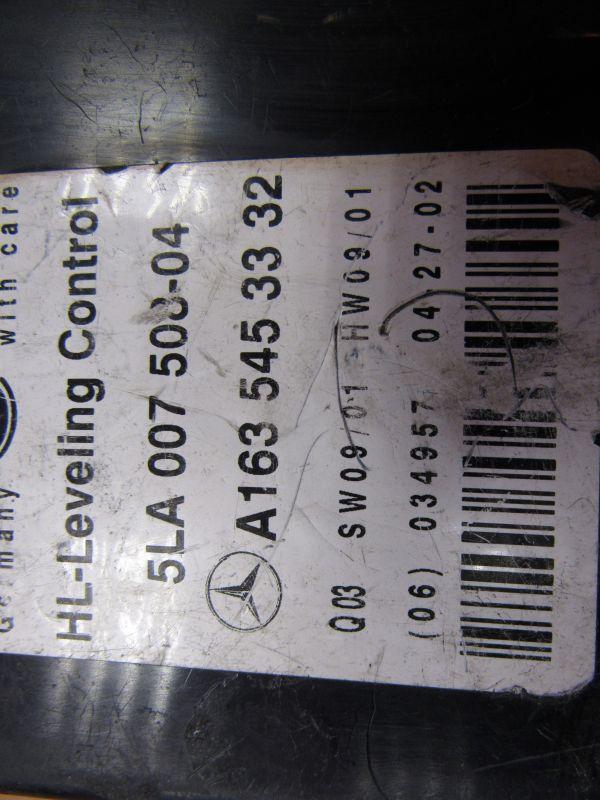 Germany with care
HL-Leveling Control
5LA 007 503-04
A163 545 33 32
Q03 SW09/01 HW09/01
(06) 034957 04-27-02